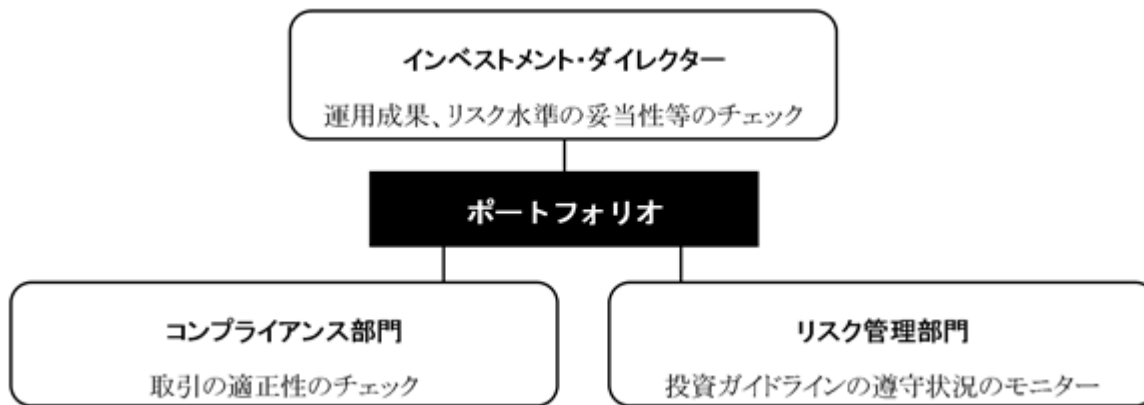 インベストメント・ダイレクター
運用成果、リスク水準の妥当性等のチェック
ポートフォリオ
コンプライアンス部門
取引の適正性のチェック
リスク管理部門
投資ガイドラインの遵守状況のモニター